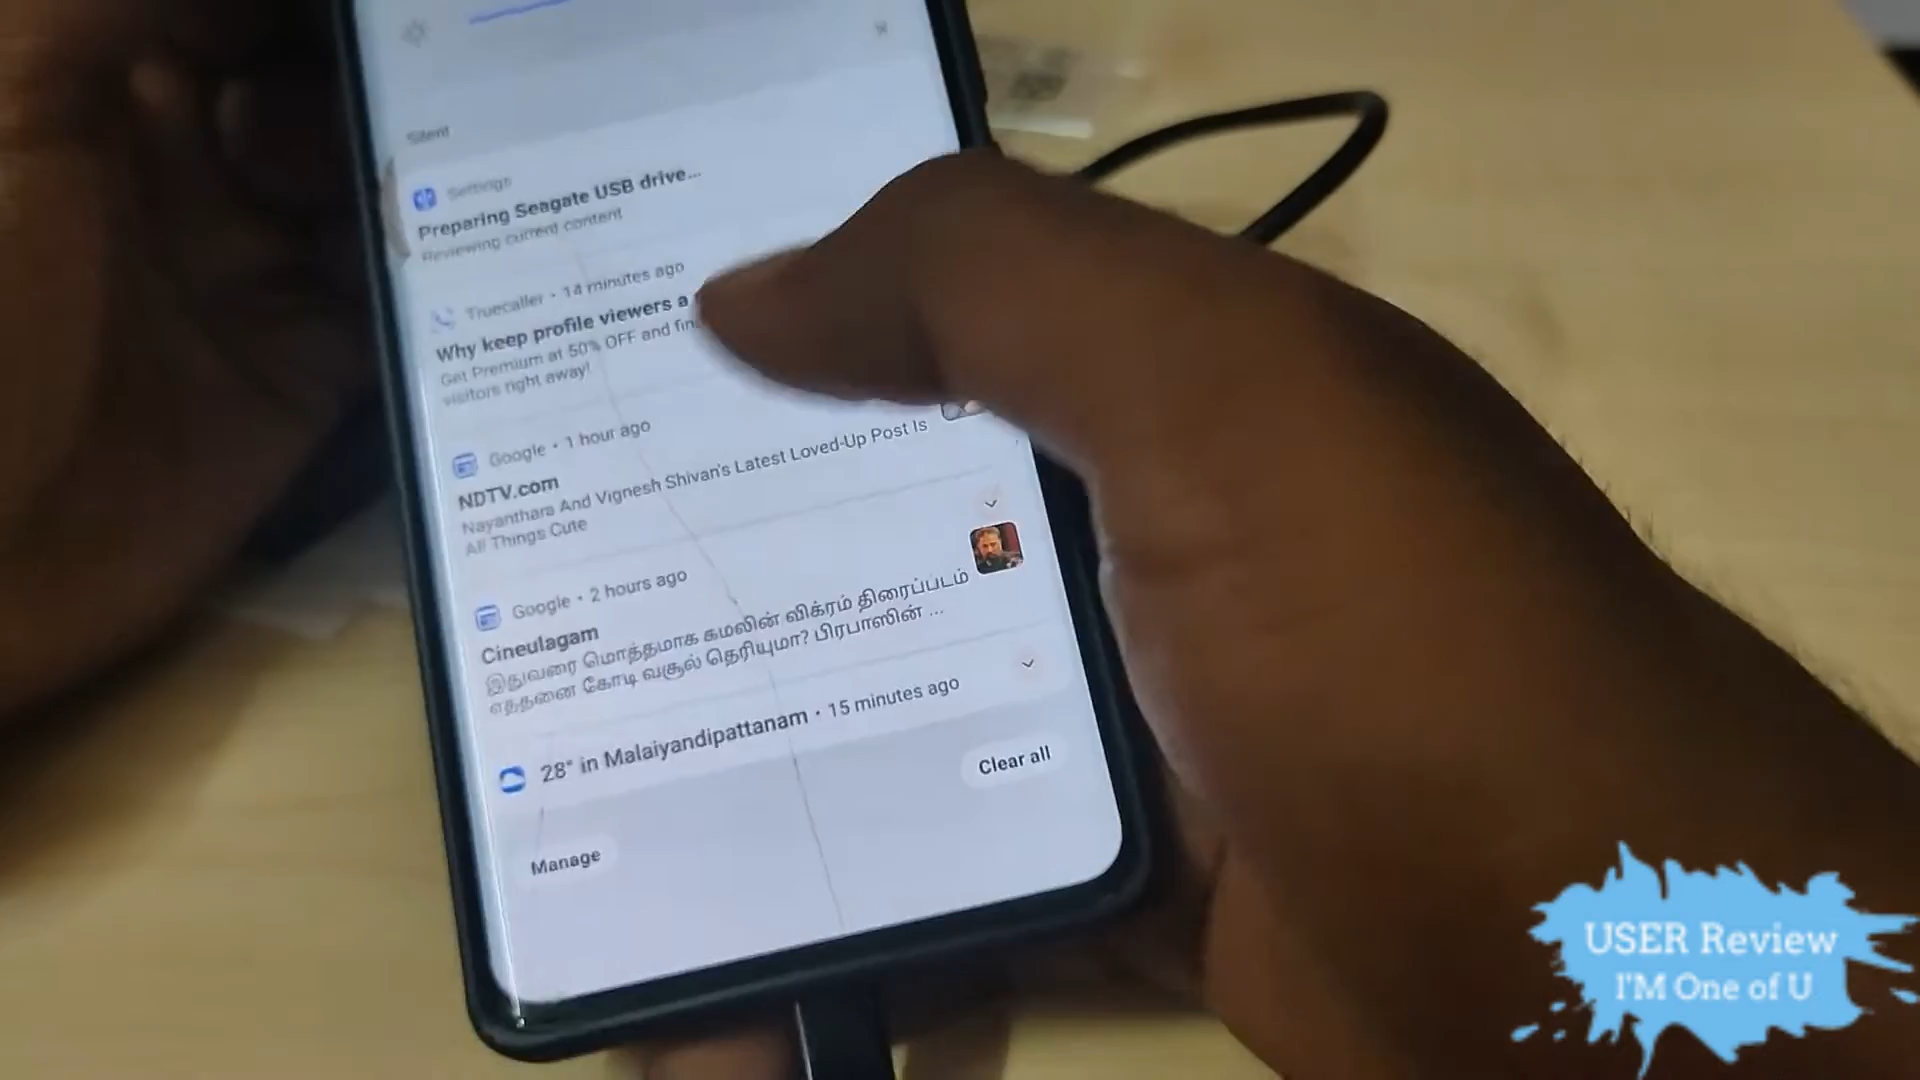 Silent
Settings
Preparing Seagate USB drive...
Reviewing current content
Truecaller • 14 minutes ago
Why keep profile viewers a
Get Premium at 50% OFF and fin
visitors right away!
Google • 1 hour ago
NDTV.com
Nayanthara And Vignesh Shivan's Latest Loved-Up Post Is
All Things Cute
Google • 2 hours ago
Cineulagam
இதுவரை மொத்தமாக கமலின் விக்ரம் திரைப்படம்
எத்தனை கோடி வசூல் தெரியுமா? பிரபாஸின் ...
28° in Malaiyandipattanam • 15 minutes ago
Clear all
Manage
USER Review
I'M One of U